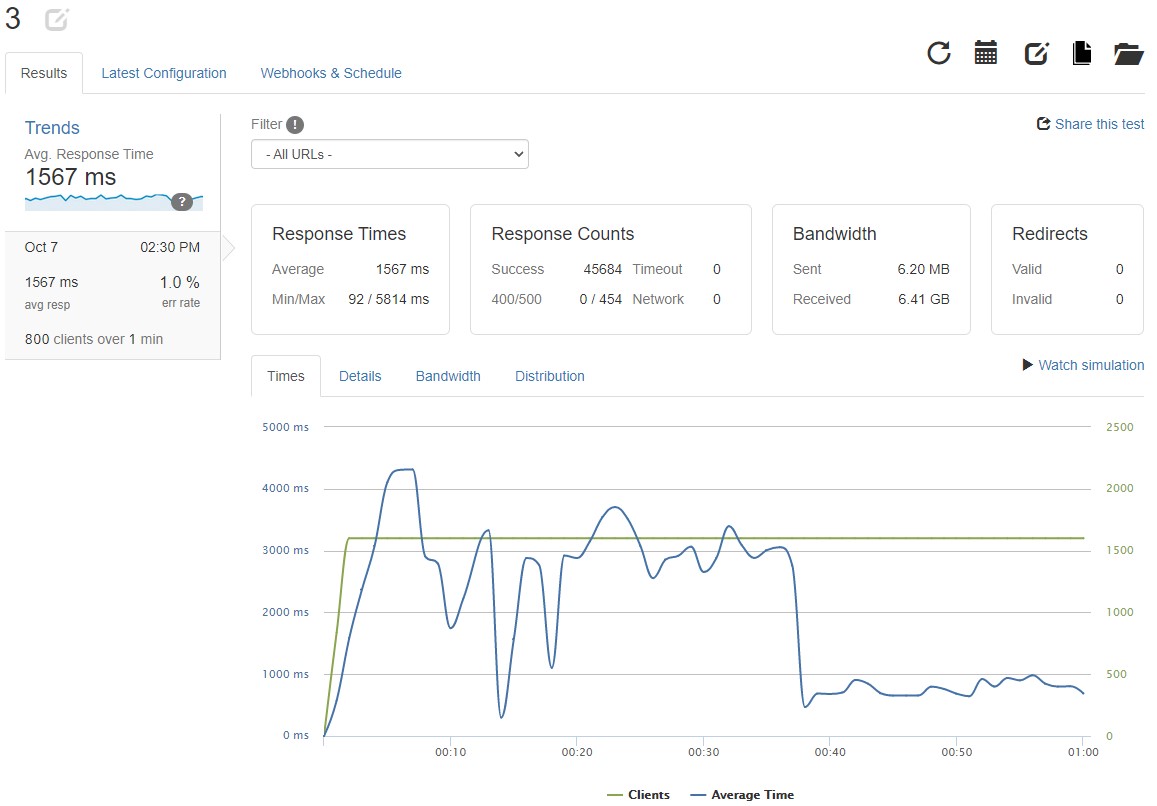 3
Results Latest Configuration Webhooks & Schedule
Trends
Avg. Response Time
1567 ms
?
Oct 7 02:30 PM
1567 ms 1.0 %
avg resp err rate
800 clients over 1 min
Filter !
- All URLs -
Share this test
Response Times
Average 1567 ms
Min/Max 92 / 5814 ms
Response Counts
Success 45684 Timeout 0
400/500 0 / 454 Network 0
Bandwidth
Sent 6.20 MB
Received 6.41 GB
Redirects
Valid 0
Invalid 0
Times Details Bandwidth Distribution
Watch simulation
5000 ms 2500
4000 ms 2000
3000 ms 1500
2000 ms 1000
1000 ms 500
0 ms 0
00:10 00:20 00:30 00:40 00:50 01:00
Clients Average Time